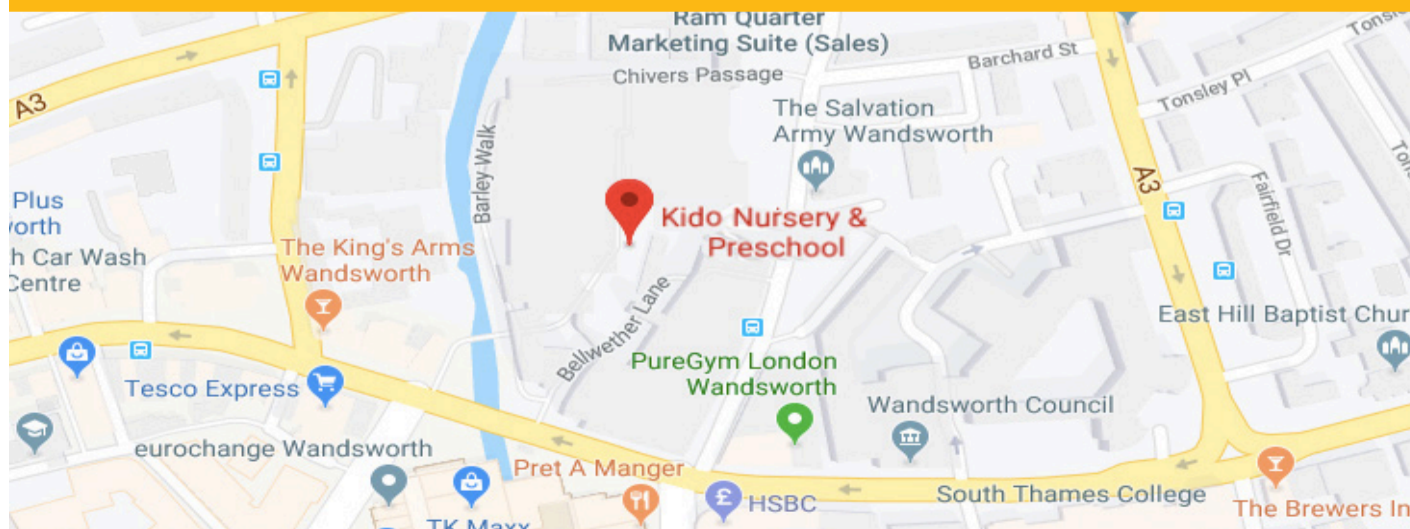 Ram Quarter
Marketing Suite (Sales)
Chivers Passage
Barchard St
Tonsley Pl
A3
The Salvation
Army Wandsworth
Barley Walk
A3
Fairfield Dr
Plus
Kido Nursery &
Preschool
h Car Wash
Centre
The King's Arms
Wandsworth
Bellwether Lane
East Hill Baptist Chur
PureGym London
Wandsworth
Tesco Express
Wandsworth Council
eurochange Wandsworth
Pret A Manger
HSBC
South Thames College
The Brewers In
TK Maxx